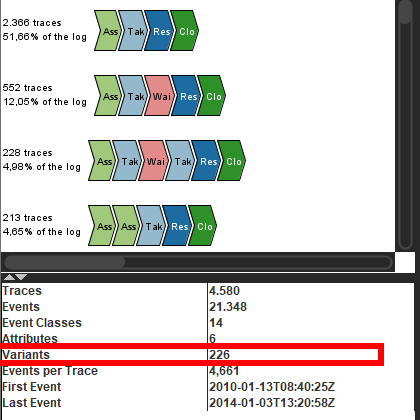 2.366 traces
51,66% of the log
Ass Tak Res Clo
552 traces
12,05% of the log
Ass Tak Wai Res Clo
228 traces
4,98% of the log
Ass Tak Wai Tak Res Clo
213 traces
4,65% of the log
Ass Ass Tak Res Clo
Traces 4.580
Events 21.348
Event Classes 14
Attributes 6
Variants 226
Events per Trace 4,661
First Event 2010-01-13T08:40:25Z
Last Event 2014-01-03T13:20:58Z